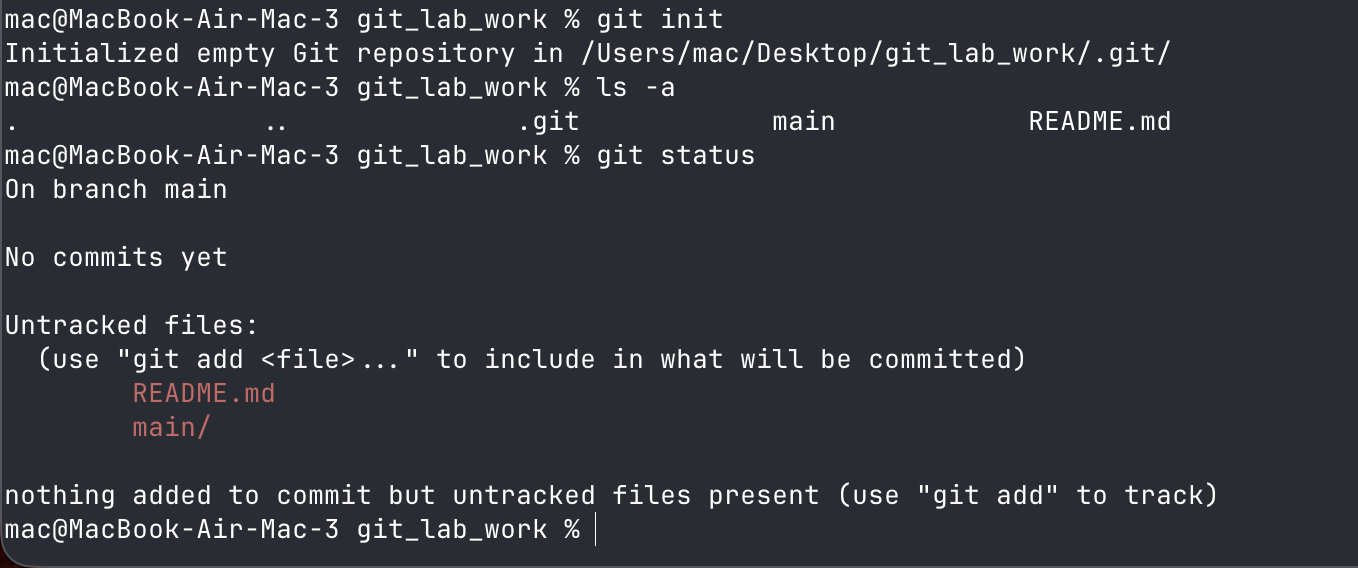 mac@MacBook-Air-Mac-3 git_lab_work % git init
Initialized empty Git repository in /Users/mac/Desktop/git_lab_work/.git/
mac@MacBook-Air-Mac-3 git_lab_work % ls -a
. .. .git main README.md
mac@MacBook-Air-Mac-3 git_lab_work % git status
On branch main
No commits yet
Untracked files:
(use "git add <file>..." to include in what will be committed)
README.md
main/
nothing added to commit but untracked files present (use "git add" to track)
mac@MacBook-Air-Mac-3 git_lab_work %